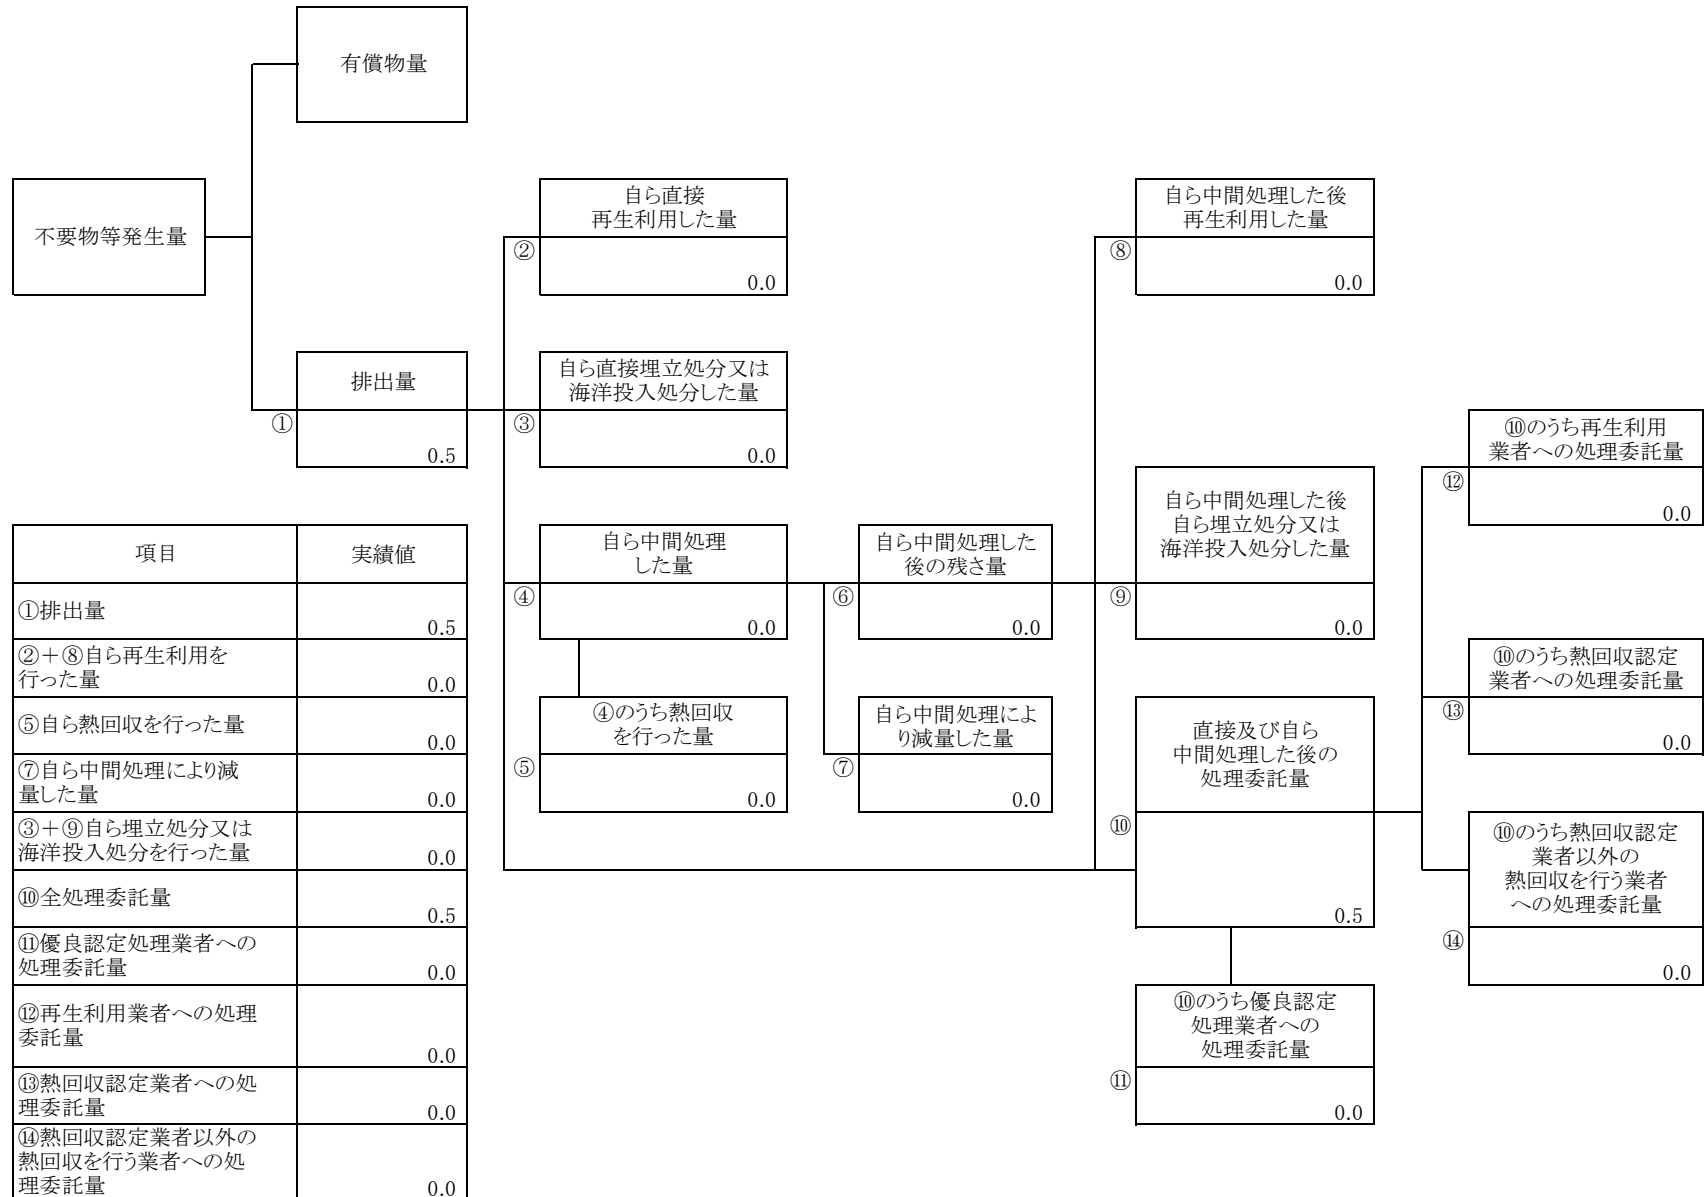 有償物量
不要物等発生量
自ら直接
再生利用した量
②
0.0
自ら中間処理した後
再生利用した量
⑧
0.0
排出量
①
0.5
自ら直接埋立処分又は
海洋投入処分した量
③
0.0
⑩のうち再生利用
業者への処理委託量
⑫
0.0
自ら中間処理
した量
④
0.0
自ら中間処理した
後の残さ量
⑥
0.0
自ら中間処理した後
自ら埋立処分又は
海洋投入処分した量
⑨
0.0
⑩のうち熱回収認定
業者への処理委託量
⑬
0.0
④のうち熱回収
を行った量
⑤
0.0
自ら中間処理によ
り減量した量
⑦
0.0
直接及び自ら
中間処理した後の
処理委託量
⑩
0.5
⑩のうち熱回収認定
業者以外の
熱回収を行う業者
への処理委託量
⑭
0.0
⑩のうち優良認定
処理業者への
処理委託量
⑪
0.0
項目 実績値
①排出量
0.5
②＋⑧自ら再生利用を
行った量
0.0
⑤自ら熱回収を行った量
0.0
⑦自ら中間処理により減
量した量
0.0
③＋⑨自ら埋立処分又は
海洋投入処分を行った量
0.0
⑩全処理委託量
0.5
⑪優良認定処理業者への
処理委託量
0.0
⑫再生利用業者への処理
委託量
0.0
⑬熱回収認定業者への処
理委託量
0.0
⑭熱回収認定業者以外の
熱回収を行う業者への処
理委託量
0.0